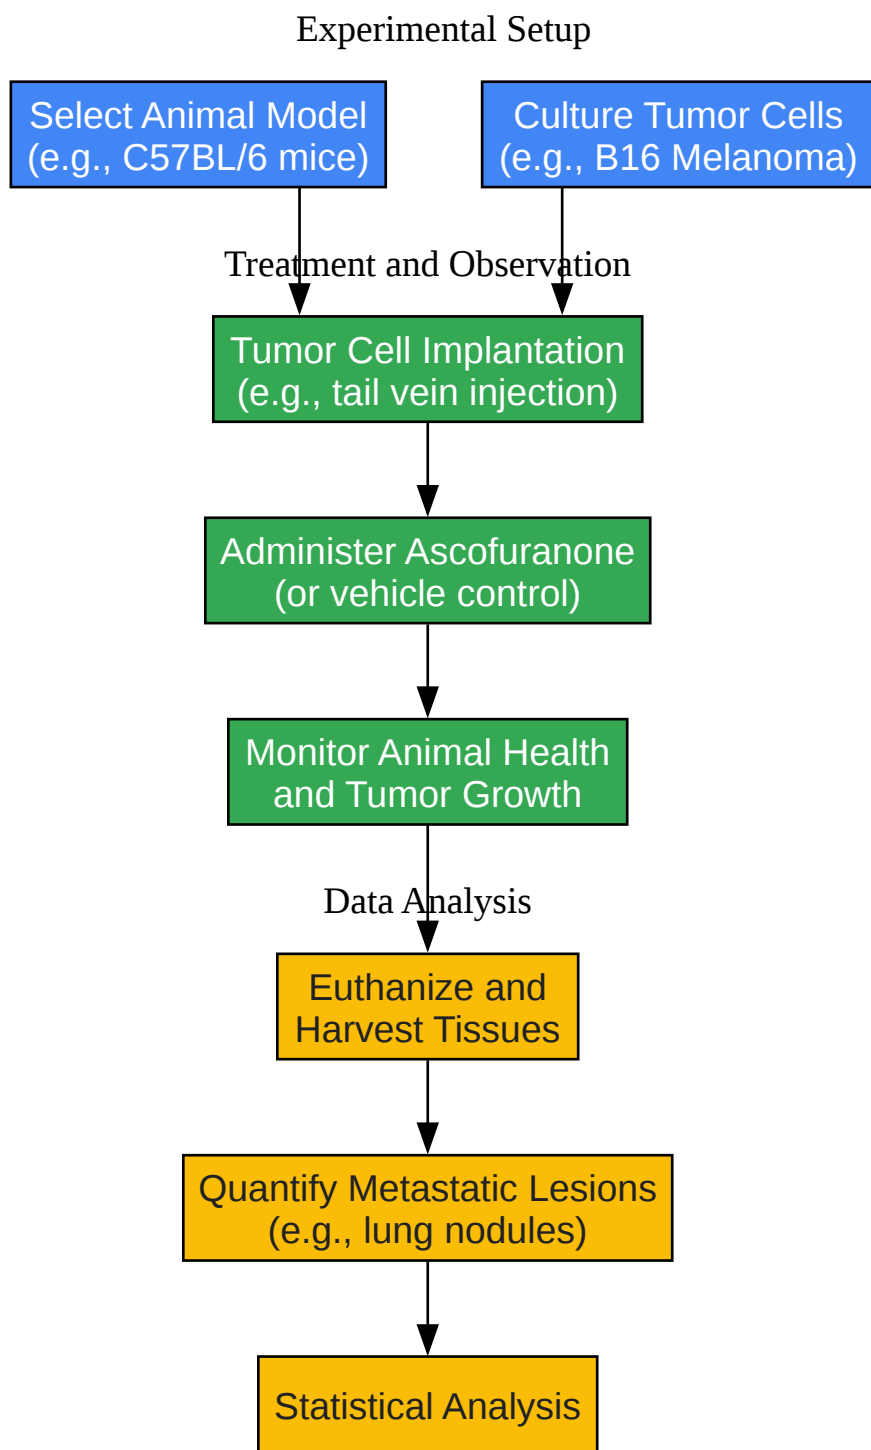 Experimental Setup
Select Animal Model
(e.g., C57BL/6 mice)
Culture Tumor Cells
(e.g., B16 Melanoma)
Treatment and Observation
Tumor Cell Implantation
(e.g., tail vein injection)
Administer Ascofuranone
(or vehicle control)
Monitor Animal Health
and Tumor Growth
Data Analysis
Euthanize and
Harvest Tissues
Quantify Metastatic Lesions
(e.g., lung nodules)
Statistical Analysis